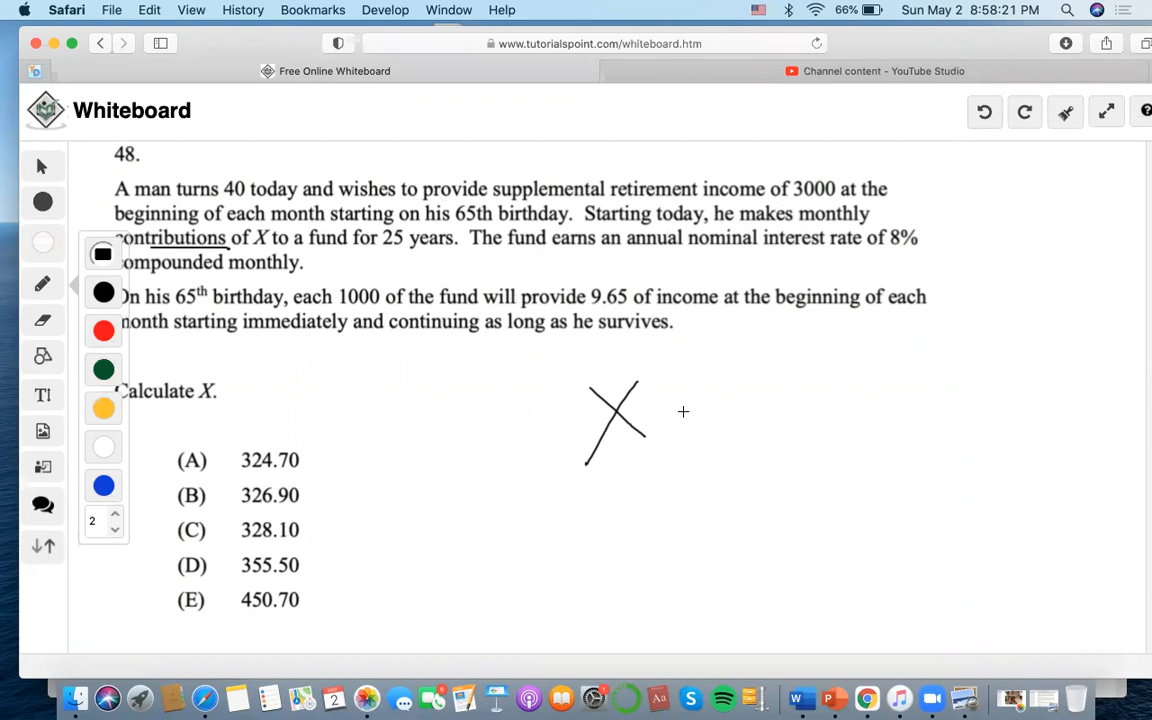 Safari File Edit View History Bookmarks Develop Window Help 66% Sun May 2 8:58:21 PM
www.tutorialspoint.com/whiteboard.htm
Free Online Whiteboard Channel content - YouTube Studio
Whiteboard
48.
A man turns 40 today and wishes to provide supplemental retirement income of 3000 at the
beginning of each month starting on his 65th birthday. Starting today, he makes monthly
contributions of X to a fund for 25 years. The fund earns an annual nominal interest rate of 8%
compounded monthly.
On his 65th birthday, each 1000 of the fund will provide 9.65 of income at the beginning of each
month starting immediately and continuing as long as he survives.
Calculate X.
X
(A) 324.70
(B) 326.90
(C) 328.10
(D) 355.50
(E) 450.70
TI
2